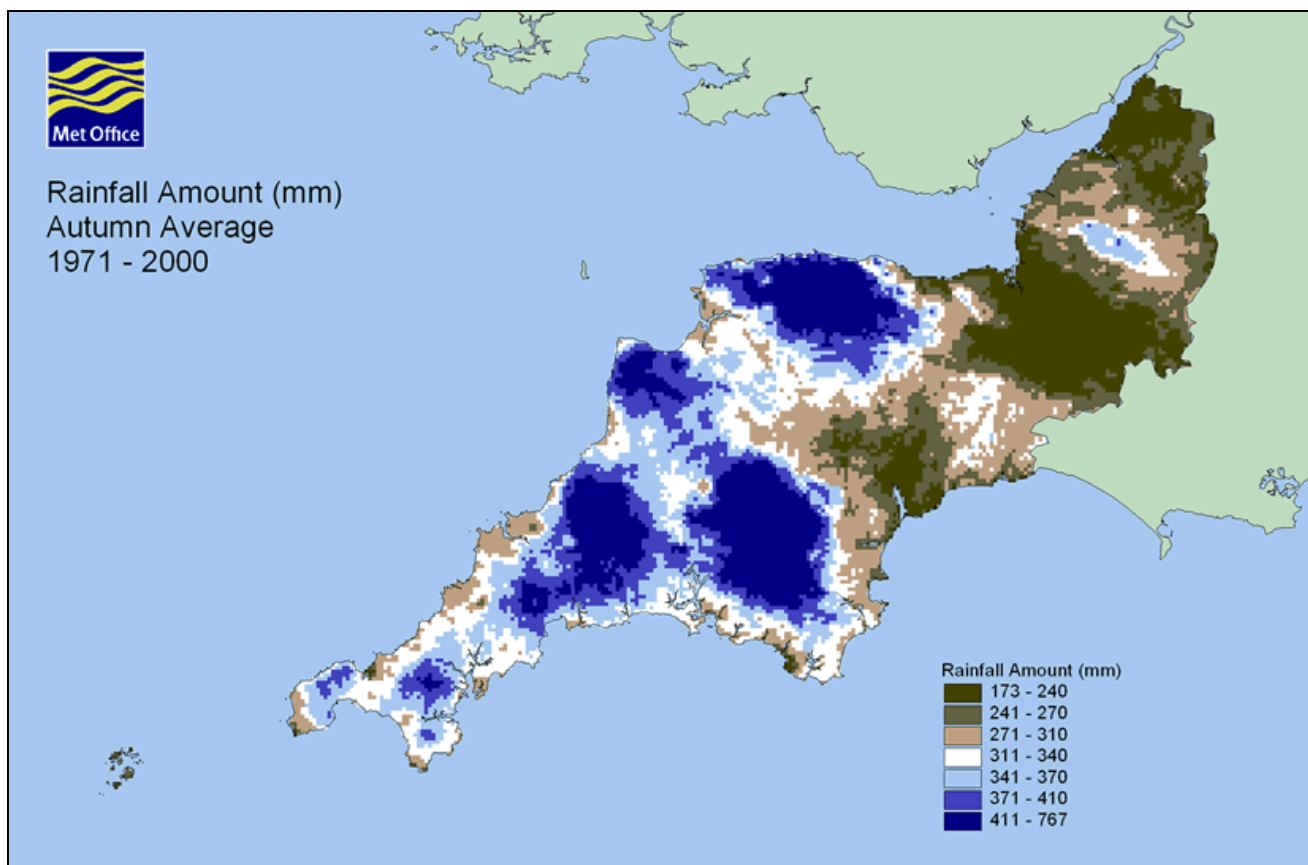 Met Office
Rainfall Amount (mm)
Autumn Average
1971 - 2000
Rainfall Amount (mm)
173 - 240
241 - 270
271 - 310
311 - 340
341 - 370
371 - 410
411 - 767